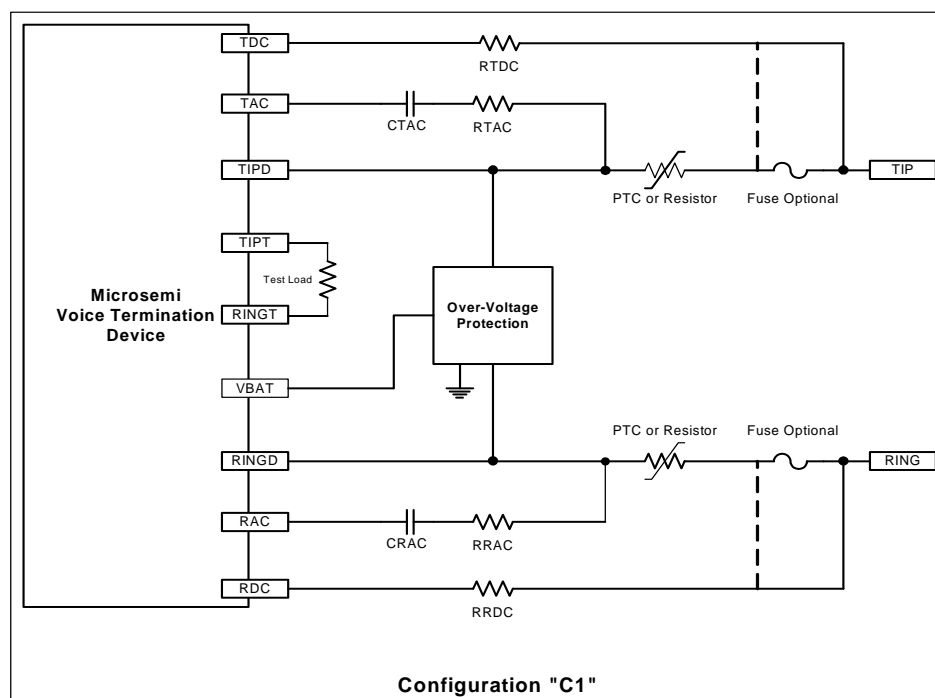 TDC
RTDC
TAC
CTAC
RTAC
TIPD
TIP
PTC or Resistor
Fuse Optional
TIPT
Test Load
Microsemi
Voice Termination
Device
RINGT
Over-Voltage
Protection
VBAT
PTC or Resistor
Fuse Optional
RINGD
RING
RAC
CRAC
RRAC
RDC
RRDC
Configuration "C1"